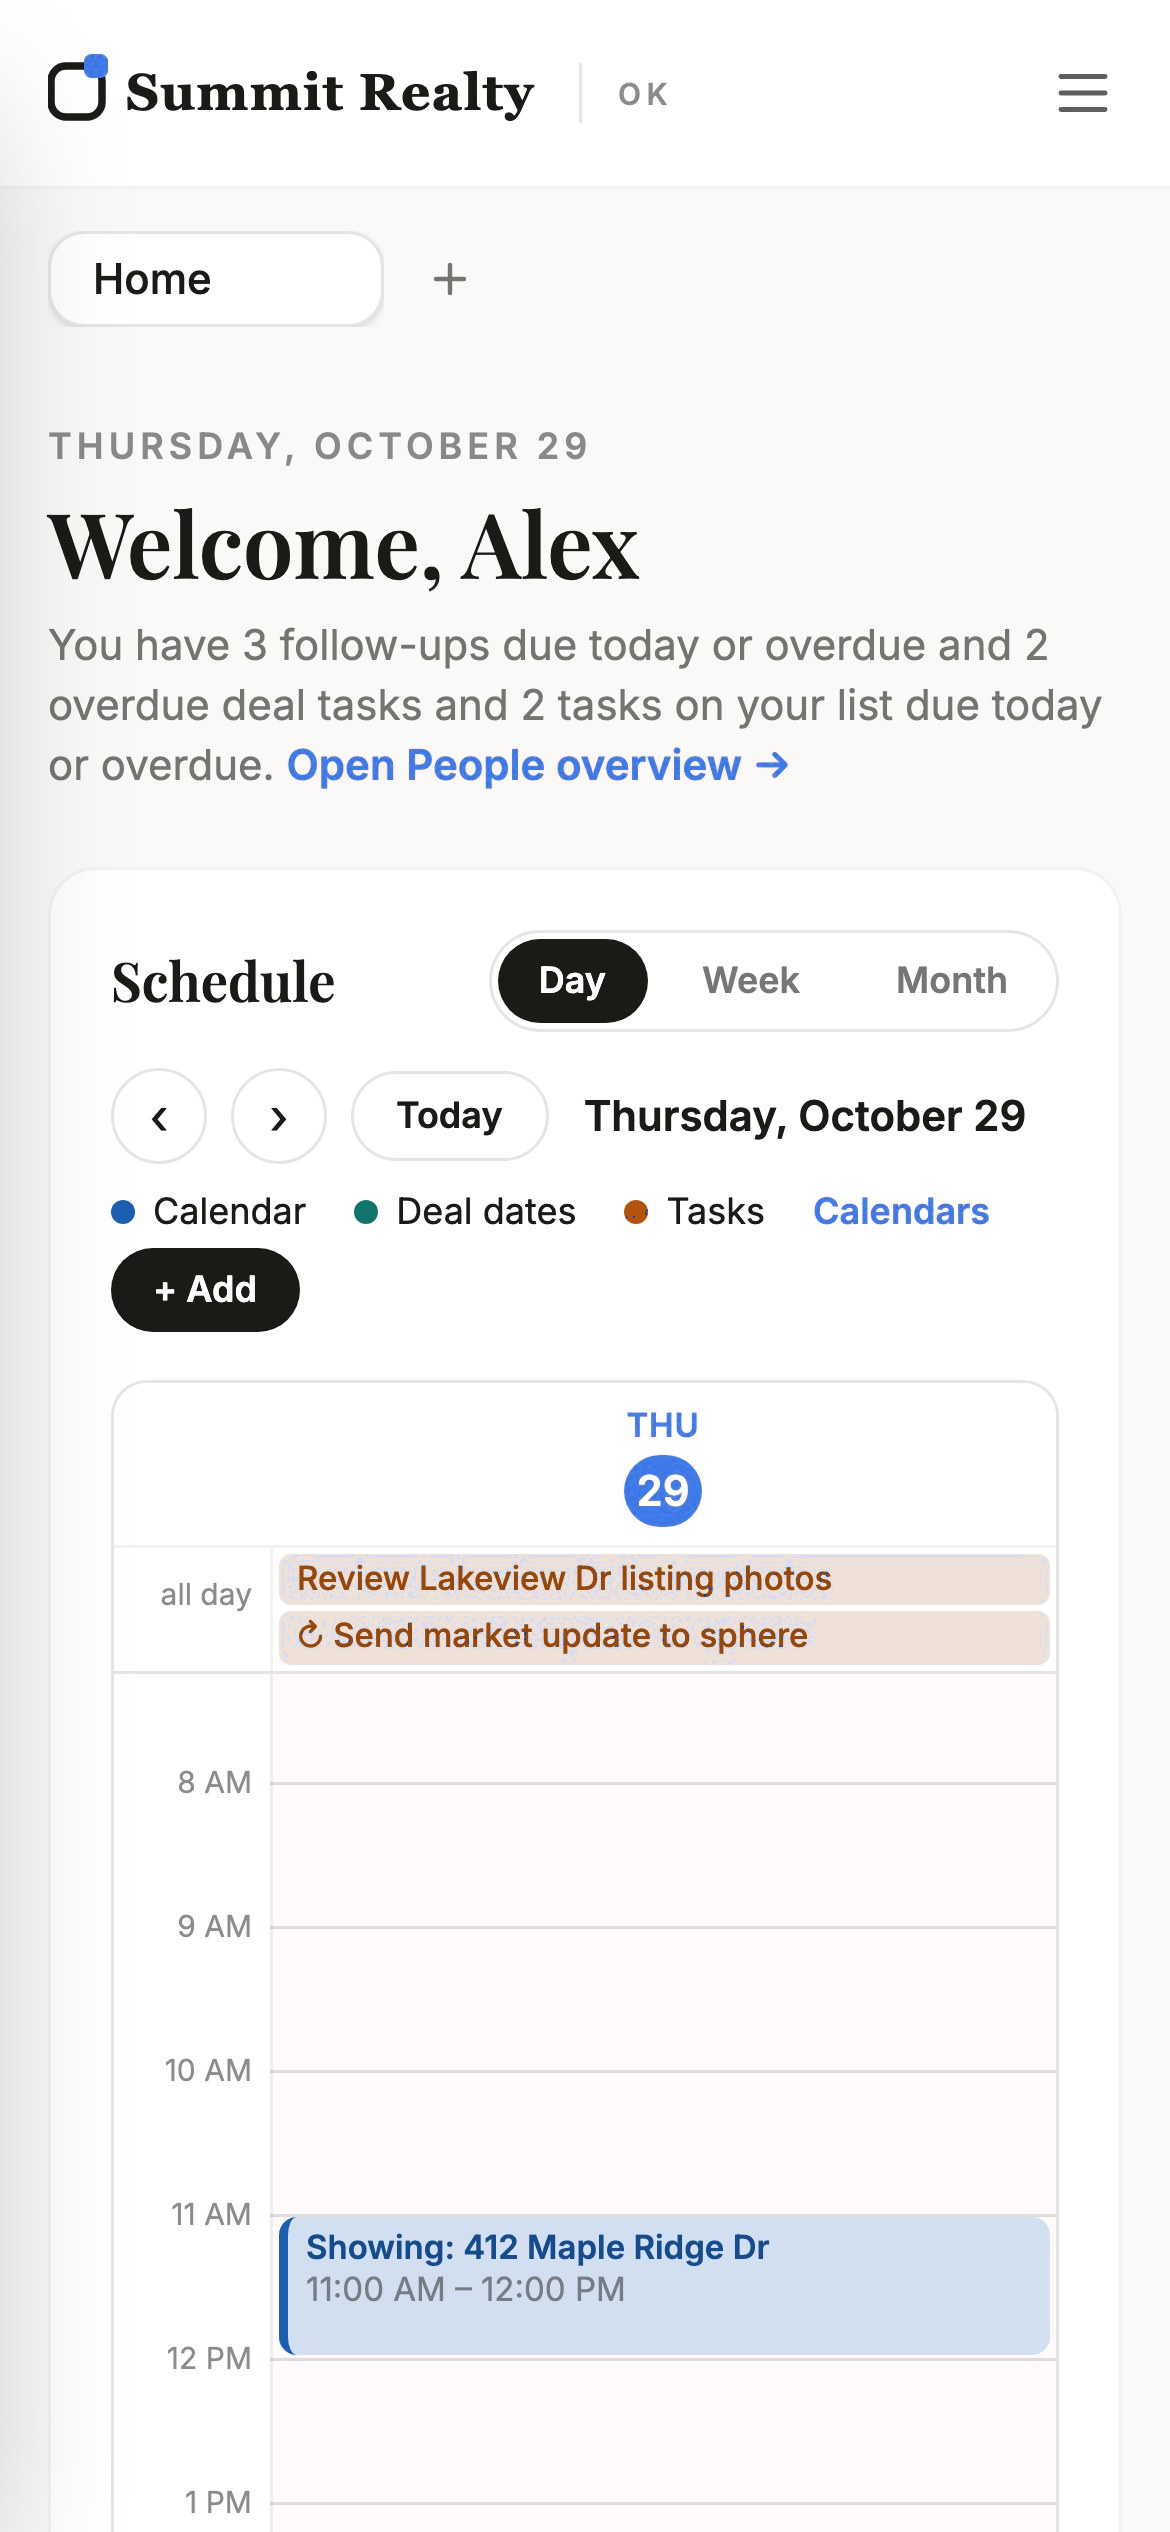 Summit Realty OK
Home +
THURSDAY, OCTOBER 29
Welcome, Alex
You have 3 follow-ups due today or overdue and 2
overdue deal tasks and 2 tasks on your list due today
or overdue. Open People overview →
Schedule Day Week Month
‹ › Today Thursday, October 29
Calendar Deal dates Tasks Calendars
+ Add
THU
29
all day
Review Lakeview Dr listing photos
↻ Send market update to sphere
8 AM
9 AM
10 AM
11 AM
Showing: 412 Maple Ridge Dr
11:00 AM – 12:00 PM
12 PM
1 PM